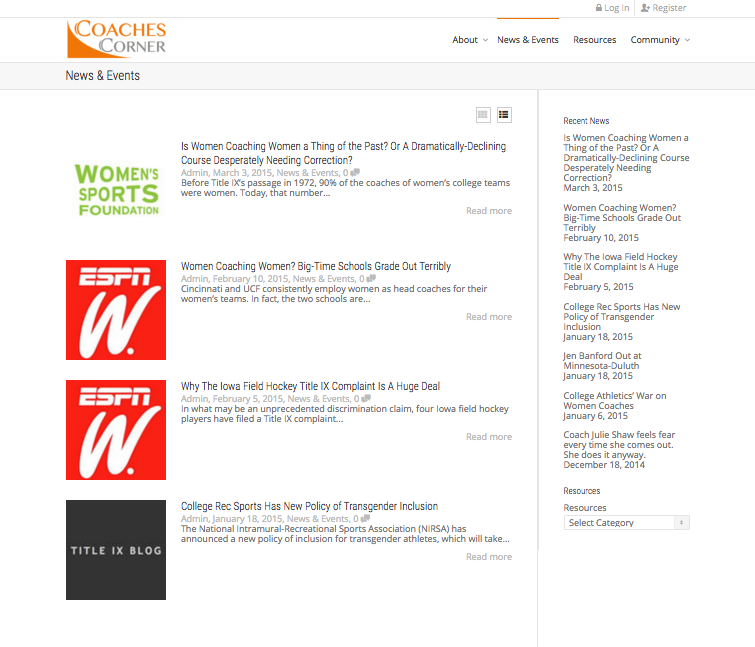 Log In
Register
COACHES
CORNER
About
News & Events
Resources
Community
News & Events
WOMEN'S
SPORTS
FOUNDATION
Is Women Coaching Women a Thing of the Past? Or A Dramatically-Declining
Course Desperately Needing Correction?
Admin, March 3, 2015, News & Events, 0
Before Title IX's passage in 1972, 90% of the coaches of women's college teams
were women. Today, that number...
Read more
ESPN
W.
Women Coaching Women? Big-Time Schools Grade Out Terribly
Admin, February 10, 2015, News & Events, 0
Cincinnati and UCF consistently employ women as head coaches for their
women's teams. In fact, the two schools are...
Read more
ESPN
W.
Why The Iowa Field Hockey Title IX Complaint Is A Huge Deal
Admin, February 5, 2015, News & Events, 0
In what may be an unprecedented discrimination claim, four Iowa field hockey
players have filed a Title IX complaint...
Read more
TITLE IX BLOG
College Rec Sports Has New Policy of Transgender Inclusion
Admin, January 18, 2015, News & Events, 0
The National Intramural-Recreational Sports Association (NIRSA) has
announced a new policy of inclusion for transgender athletes, which will take...
Read more
Recent News
Is Women Coaching Women a
Thing of the Past? Or A
Dramatically-Declining Course
Desperately Needing
Correction?
March 3, 2015
Women Coaching Women?
Big-Time Schools Grade Out
Terribly
February 10, 2015
Why The Iowa Field Hockey
Title IX Complaint Is A Huge
Deal
February 5, 2015
College Rec Sports Has New
Policy of Transgender
Inclusion
January 18, 2015
Jen Banford Out at
Minnesota-Duluth
January 18, 2015
College Athletics' War on
Women Coaches
January 6, 2015
Coach Julie Shaw feels fear
every time she comes out.
She does it anyway.
December 18, 2014
Resources
Resources
Select Category